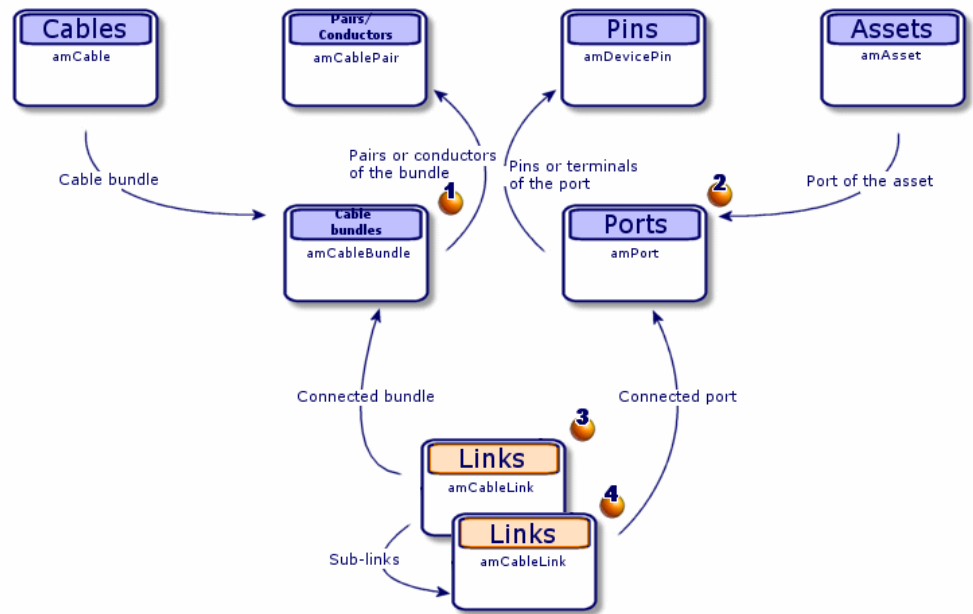 Cables
amCable
Pairs/
Conductors
amCablePair
Pins
amDevicePin
Assets
amAsset
Cable bundle
Pairs or conductors
of the bundle
Pins or terminals
of the port
Port of the asset
1
2
Cable
bundles
amCableBundle
Ports
amPort
Connected bundle
Connected port
3
Links
amCableLink
4
Links
amCableLink
Sub-links